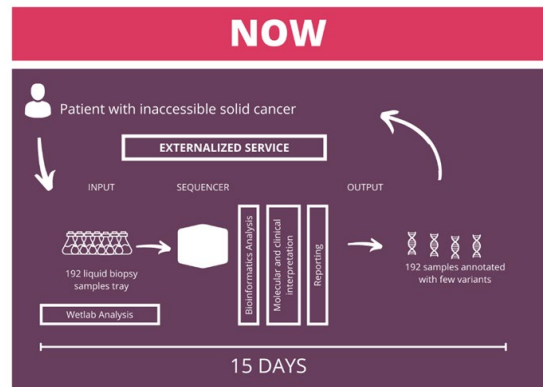 NOW
Patient with inaccessible solid cancer
EXTERNALIZED SERVICE
INPUT
SEQUENCER
OUTPUT
192 liquid biopsy
samples tray
Wetlab Analysis
Bioinformatics Analysis
Molecular and clinical
interpretation
Reporting
192 samples annotated
with few variants
15 DAYS